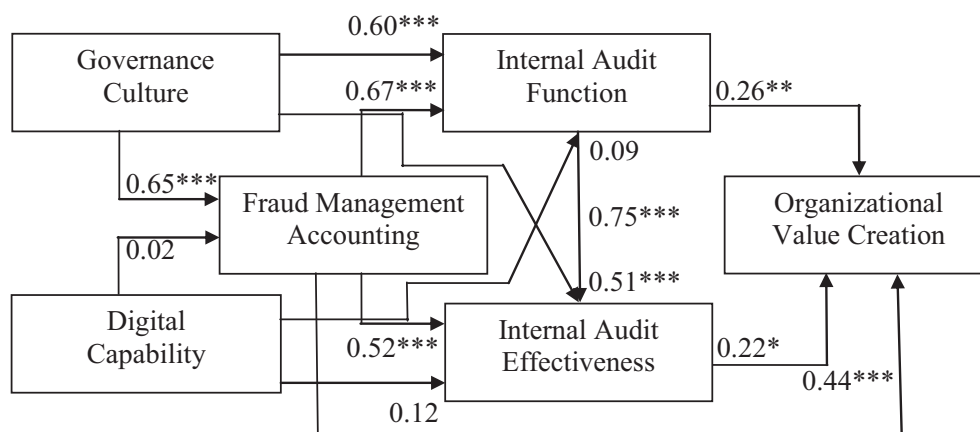 0.60***
Governance
Culture
Internal Audit
Function
0.67***
0.26**
0.09
0.65***
Fraud Management
Accounting
0.75***
Organizational
Value Creation
0.02
0.51***
Digital
Capability
Internal Audit
Effectiveness
0.52***
0.22*
0.44***
0.12